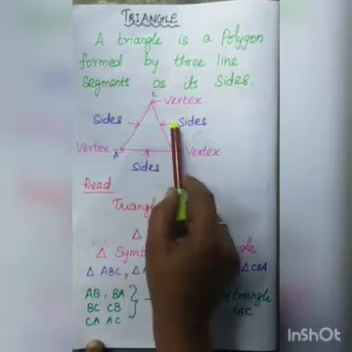 TRIANGLE
A triangle is a Polygon
formed by three line
Segments as its Sides.
C
Vertex
Sides
Sides
Vertex
A
Vertex
Sides
Read
Δ
Δ Symb
Δ ABC, Δ
Δ CBA
AB, BA
BC CB
CA AC
ABC
InShOt